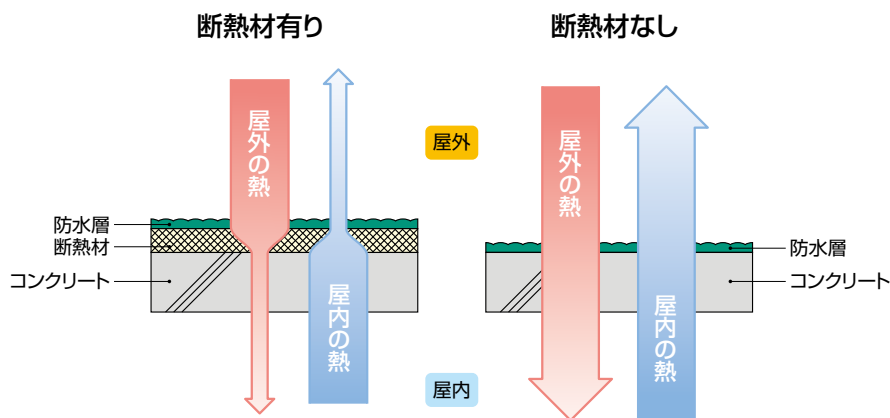 断熱材有り
断熱材なし
屋外の熱
屋外
屋外の熱
防水層
断熱材
コンクリート
屋内の熱
防水層
コンクリート
屋内の熱
屋内